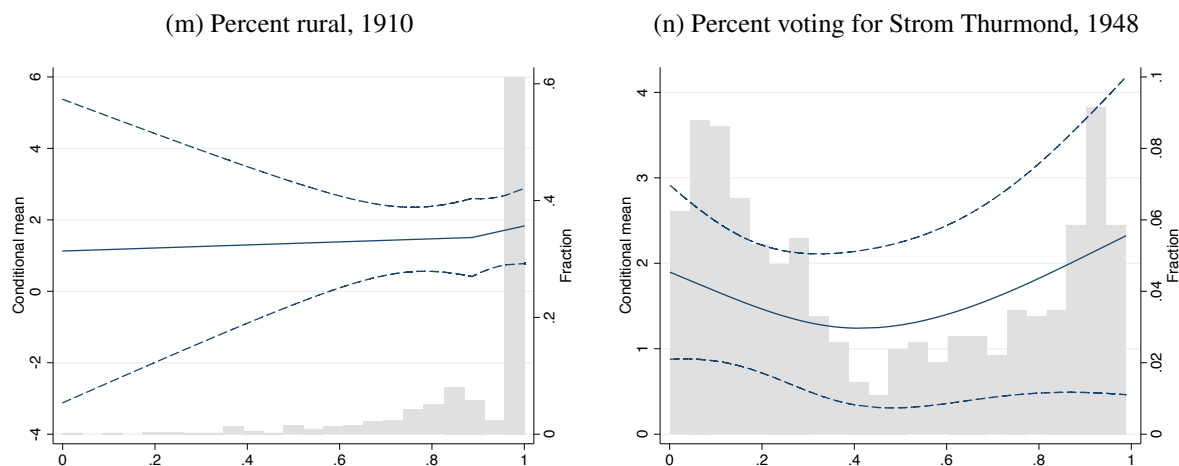 (m) Percent rural, 1910
(n) Percent voting for Strom Thurmond, 1948
Conditional mean
-4 -2 0 2 4 6
0 .2 .4 .6
Fraction
0 .2 .4 .6 .8 1
Conditional mean
0 1 2 3 4
0 .02 .04 .06 .08 .1
Fraction
0 .2 .4 .6 .8 1